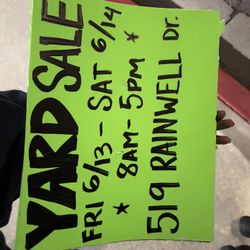 YARD SALE
FRI 6/13 - SAT 6/14
★ 8AM - 5PM ★
519 RAINWELL Dr.